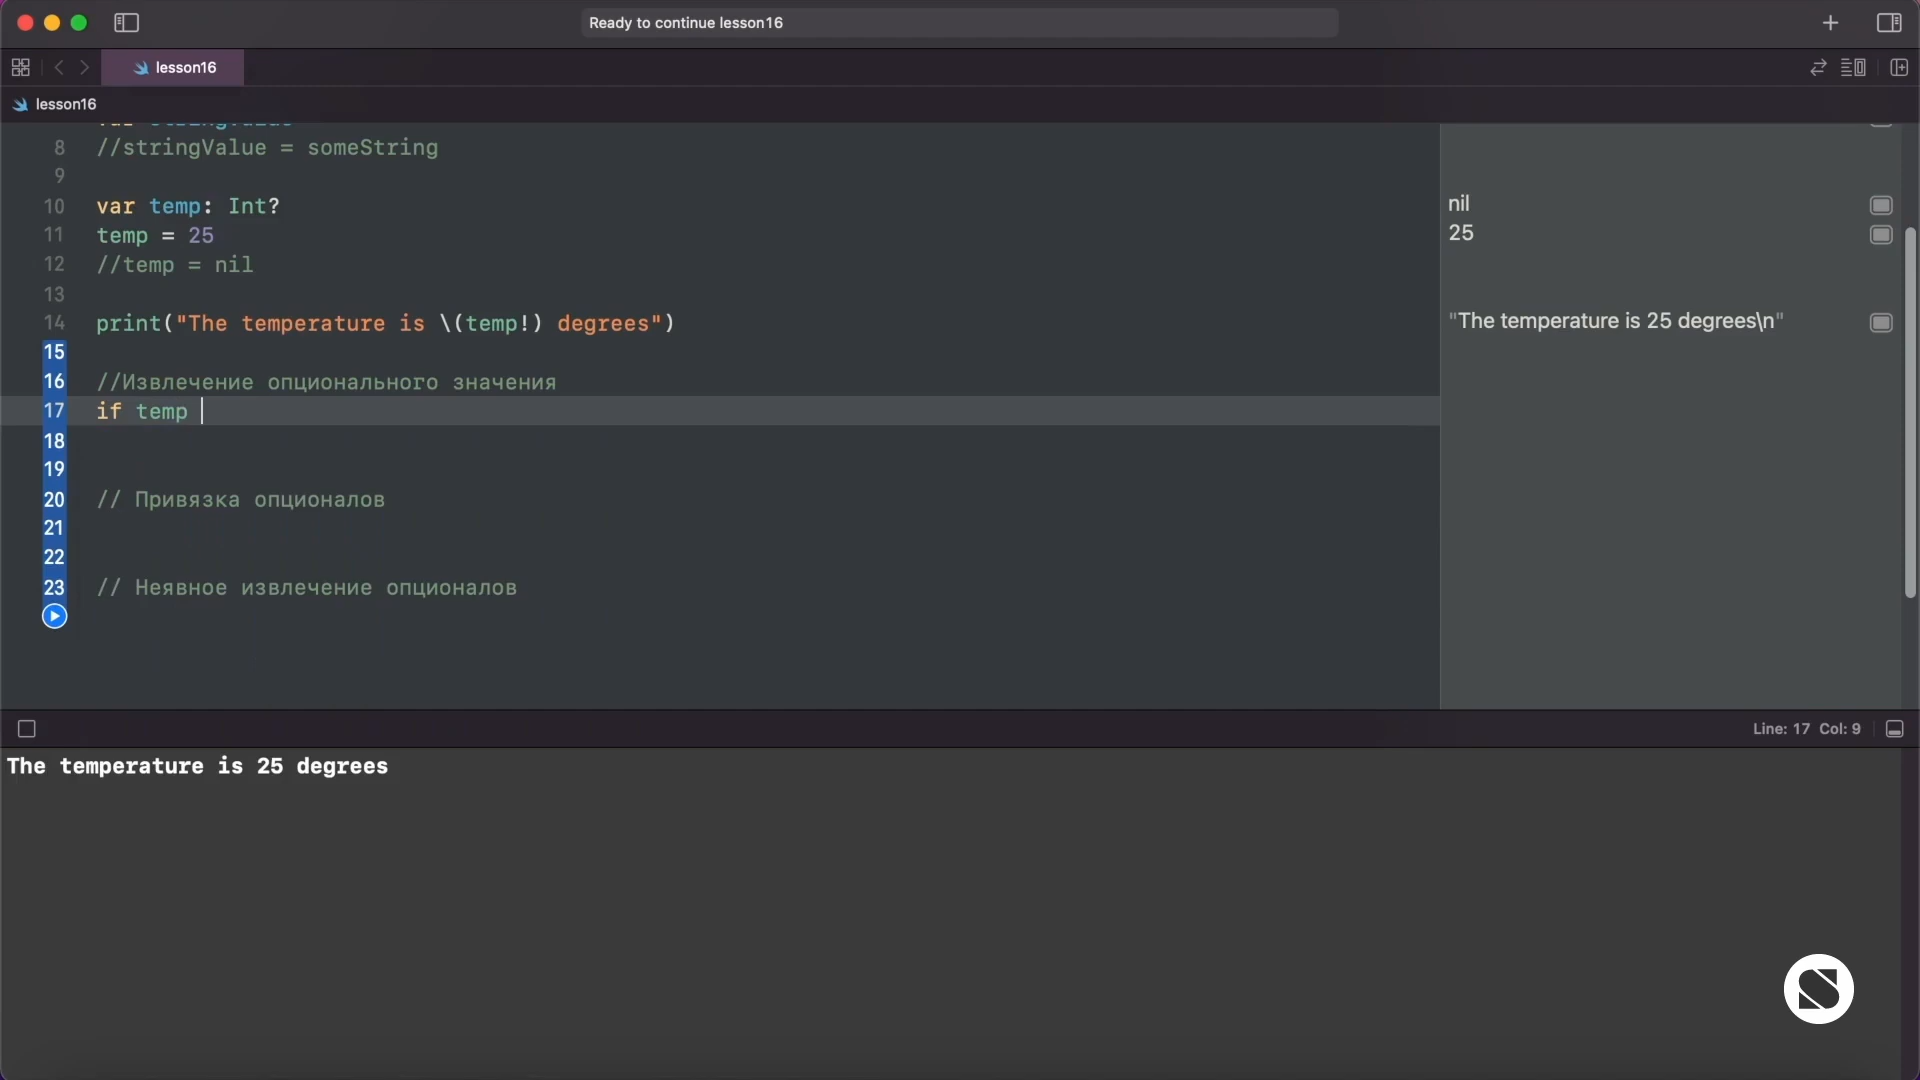 Ready to continue lesson16
lesson16
lesson16
8 //stringValue = someString
9
10 var temp: Int?
nil
11 temp = 25
25
12 //temp = nil
13
14 print("The temperature is \(temp!) degrees")
"The temperature is 25 degrees\n"
15
16 //Извлечение опционального значения
17 if temp
18
19
20 // Привязка опционалов
21
22
23 // Неявное извлечение опционалов
Line: 17 Col: 9
The temperature is 25 degrees